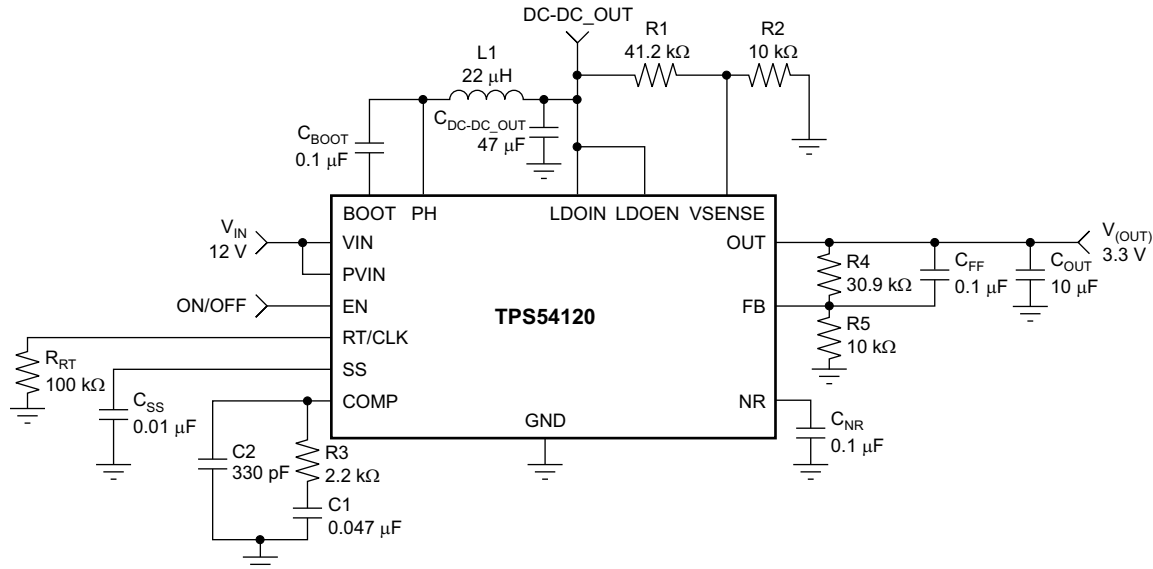 DC-DC_OUT
R1
41.2 kΩ
R2
10 kΩ
L1
22 μH
C_BOOT
0.1 μF
C_DC-DC_OUT
47 μF
BOOT PH LDOIN LDOEN VSENSE
V_IN
12 V
VIN
PVIN
ON/OFF
EN
RT/CLK
SS
COMP
TPS54120
GND
OUT
FB
NR
R_RT
100 kΩ
C_SS
0.01 μF
C2
330 pF
R3
2.2 kΩ
C1
0.047 μF
R4
30.9 kΩ
R5
10 kΩ
C_FF
0.1 μF
C_OUT
10 μF
V_(OUT)
3.3 V
C_NR
0.1 μF